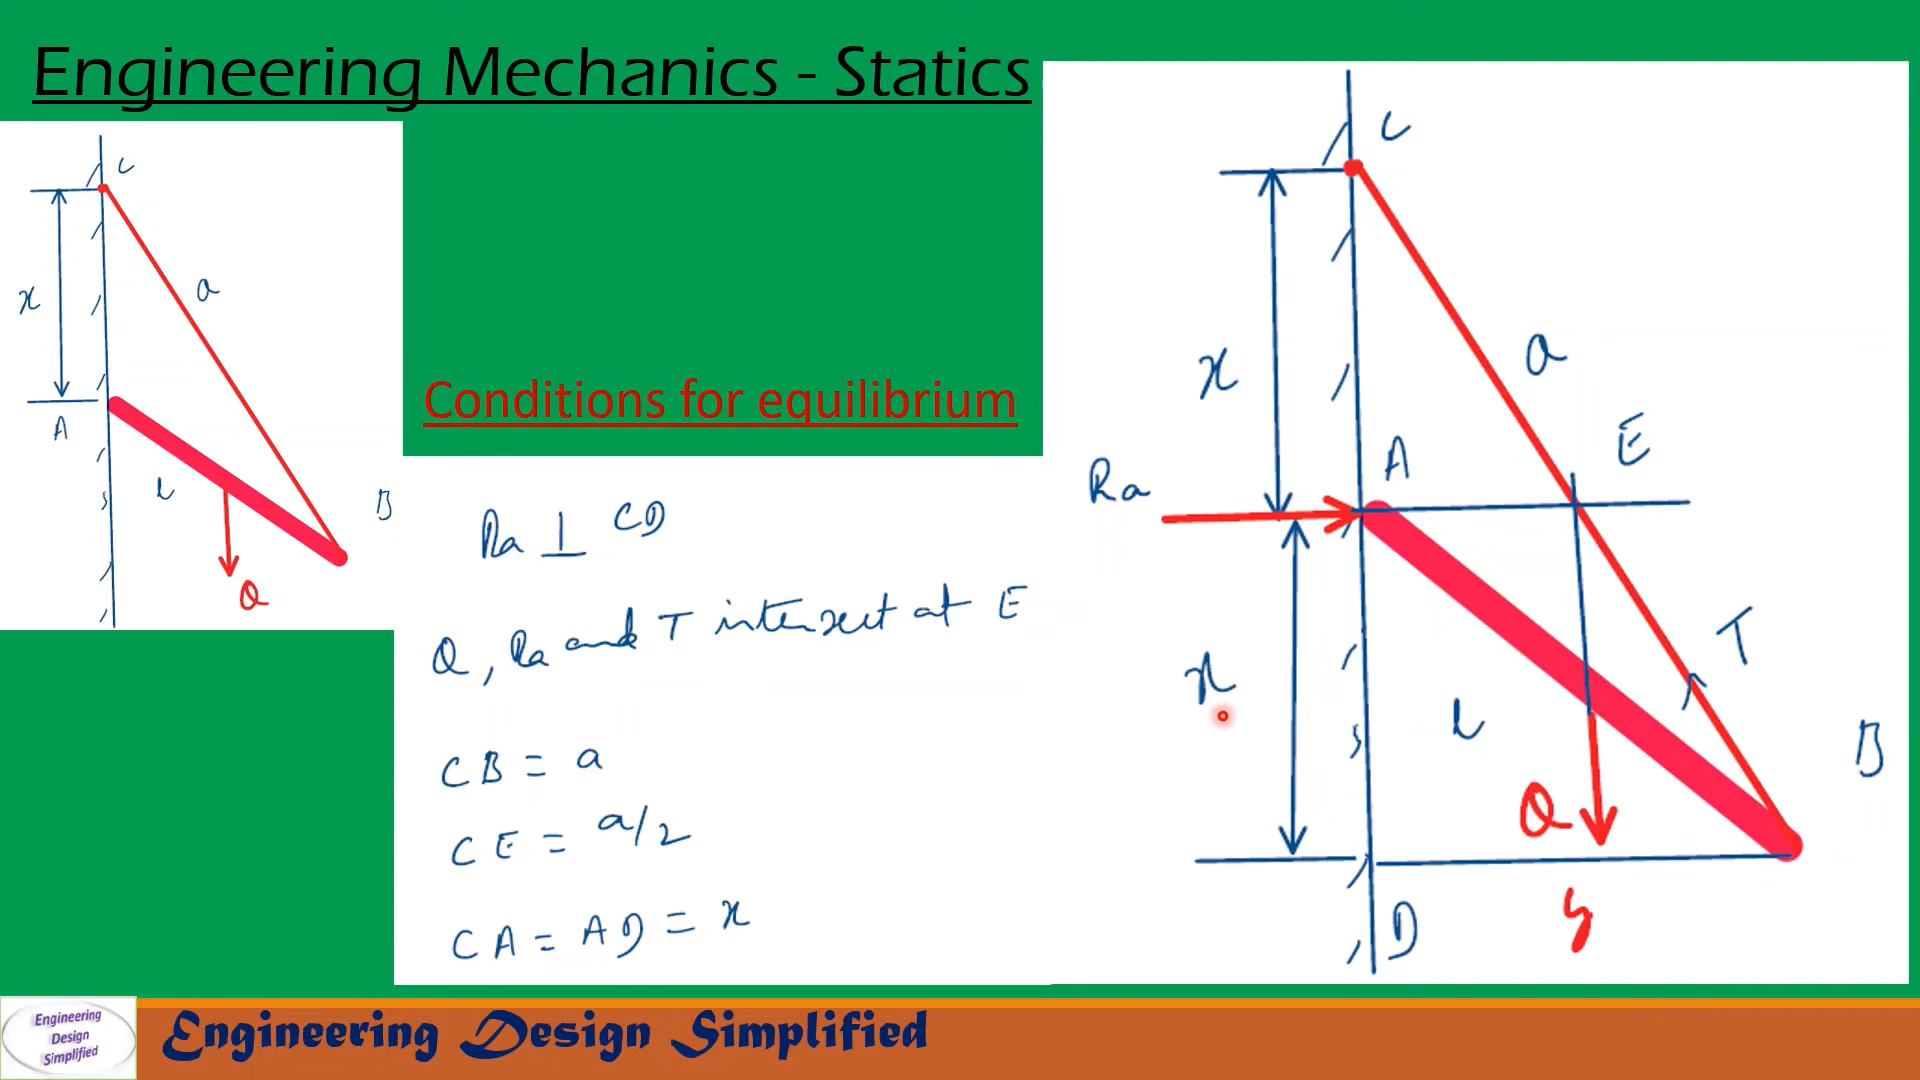 Engineering Mechanics - Statics
C
x
a
A
l
B
Q
Conditions for equilibrium
Ra ⊥ CD
Q, Ra and T intersect at E
CB = a
CE = a/2
CA = AD = x
C
x
a
E
Ra
A
T
x
l
B
Q
y
D
Engineering
Design
Simplified
Engineering Design Simplified